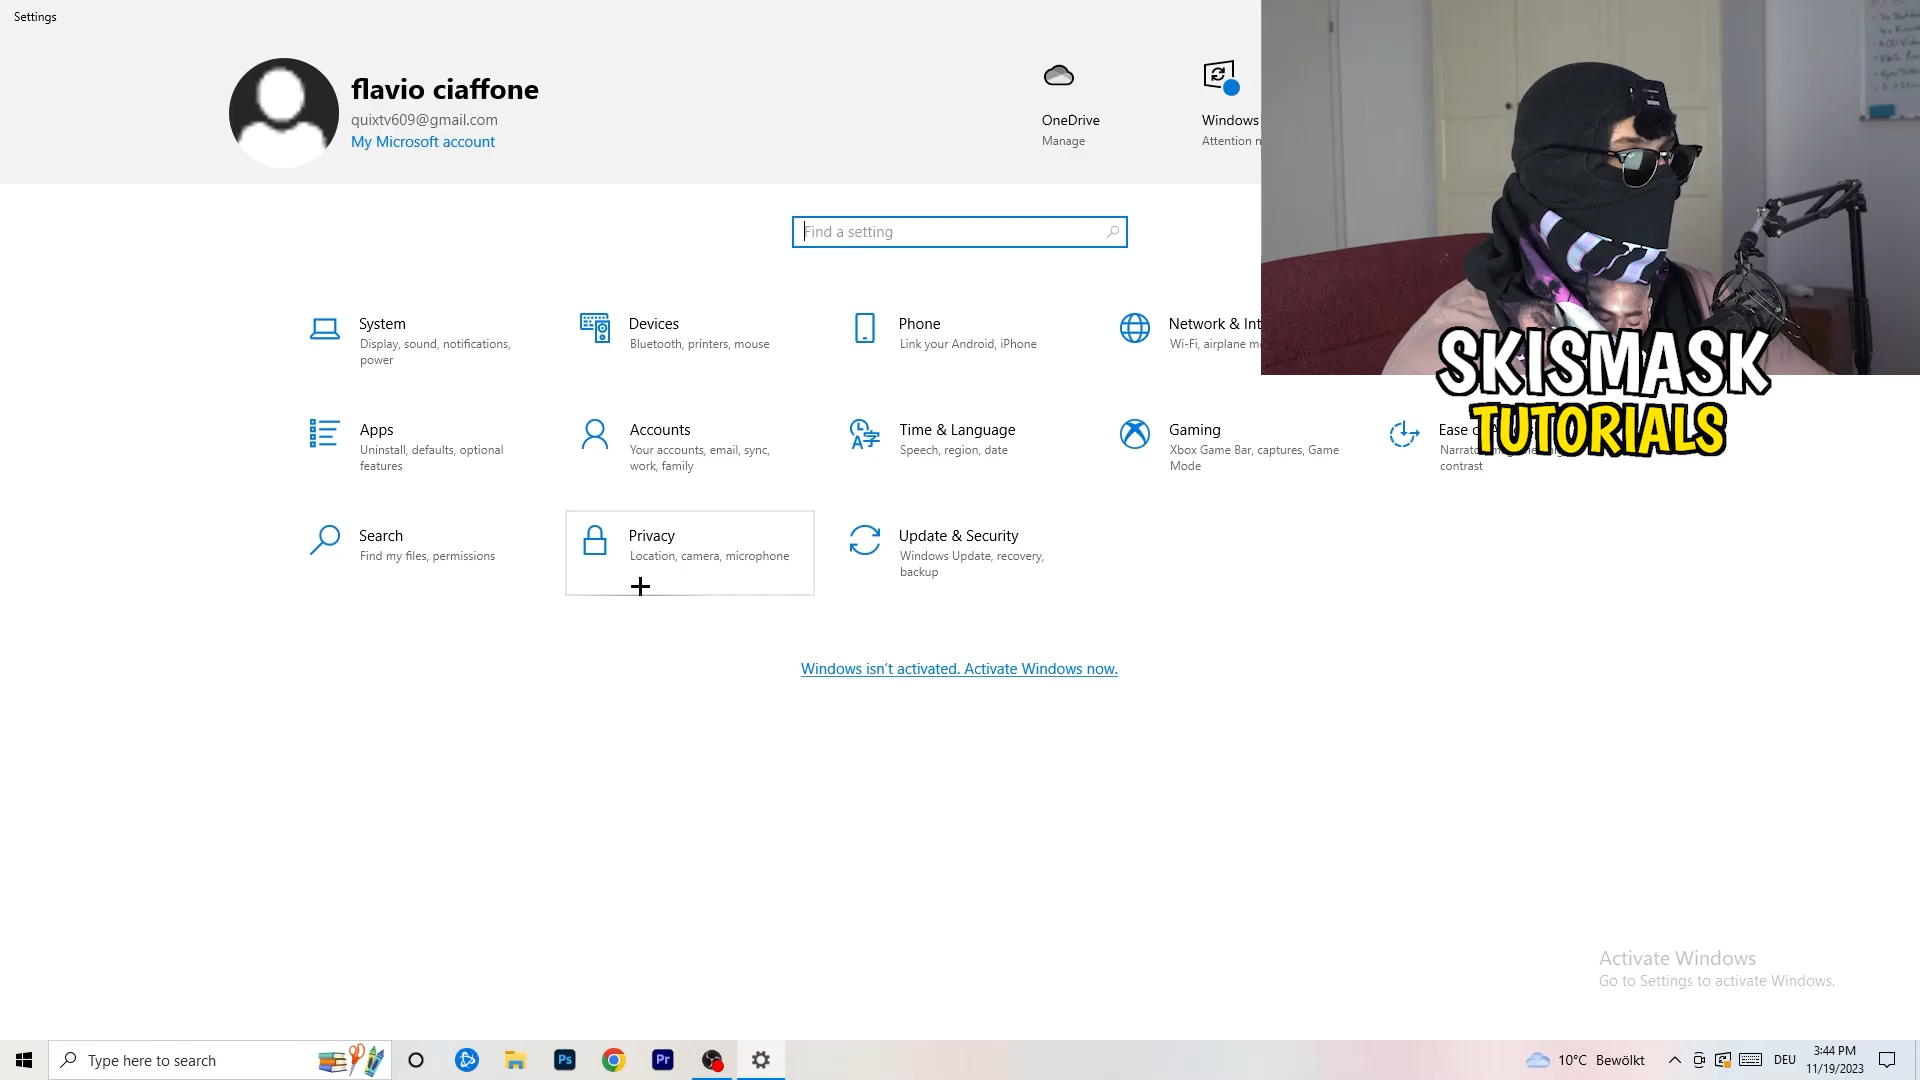 Settings
flavio ciaffone
quixtv609@gmail.com
My Microsoft account
OneDrive
Manage
Windows
Attention n
Find a setting
System
Display, sound, notifications,
power
Devices
Bluetooth, printers, mouse
Phone
Link your Android, iPhone
Network & Int
Wi-Fi, airplane m
SKISMASK
TUTORIALS
Apps
Uninstall, defaults, optional
features
Accounts
Your accounts, email, sync,
work, family
Time & Language
Speech, region, date
Gaming
Xbox Game Bar, captures, Game
Mode
Ease
contrast
Search
Find my files, permissions
Privacy
Location, camera, microphone
Update & Security
Windows Update, recovery,
backup
Windows isn't activated. Activate Windows now.
Activate Windows
Go to Settings to activate Windows.
Type here to search
Ps
Pr
10°C Bewölkt
DEU
3:44 PM
11/19/2023